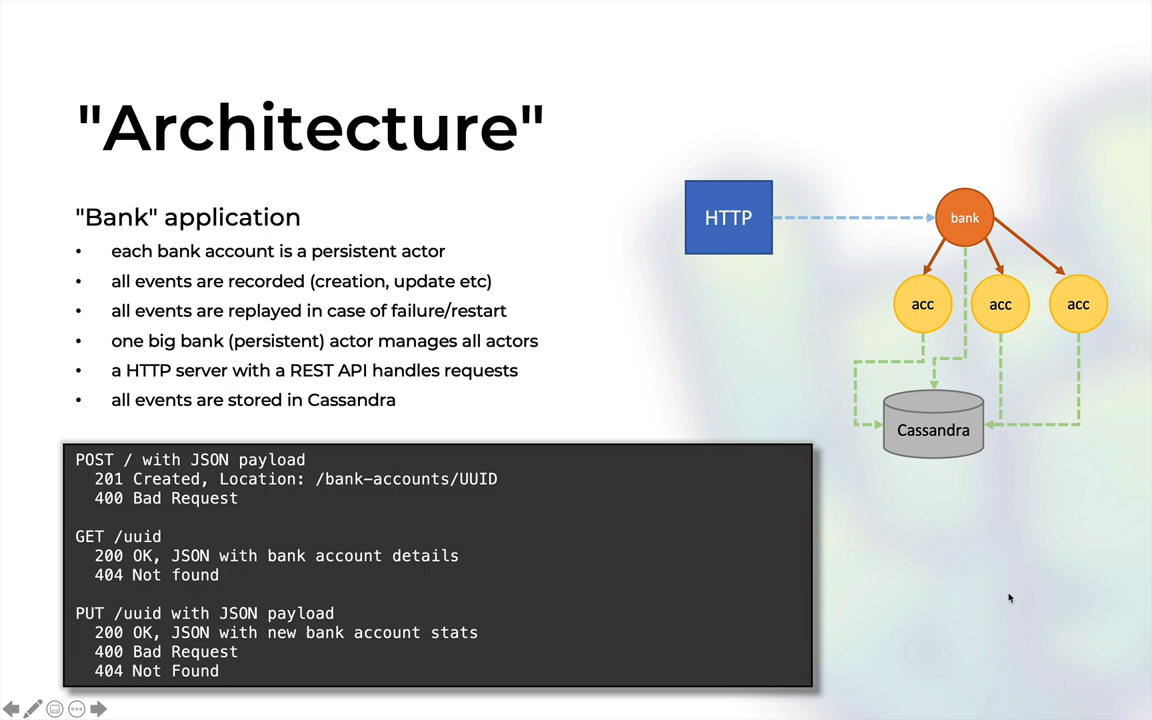 "Architecture"
"Bank" application
• each bank account is a persistent actor
• all events are recorded (creation, update etc)
• all events are replayed in case of failure/restart
• one big bank (persistent) actor manages all actors
• a HTTP server with a REST API handles requests
• all events are stored in Cassandra
HTTP
bank
acc
acc
acc
Cassandra
POST / with JSON payload
201 Created, Location: /bank-accounts/UUID
400 Bad Request
GET /uuid
200 OK, JSON with bank account details
404 Not found
PUT /uuid with JSON payload
200 OK, JSON with new bank account stats
400 Bad Request
404 Not Found